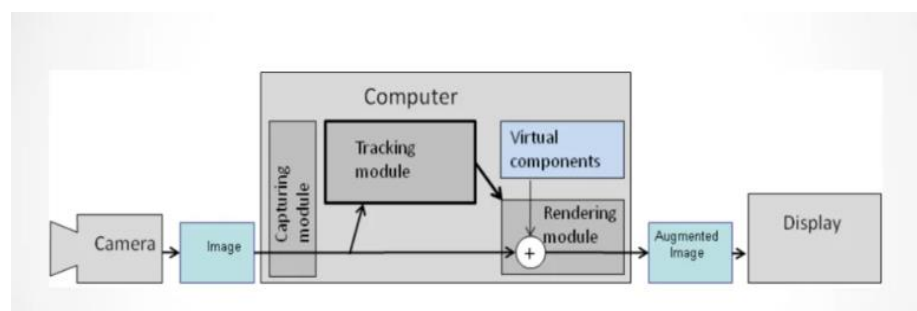 Computer
Capturing
module
Tracking
module
Virtual
components
Rendering
module
Camera
Image
+
Augmented
Image
Display